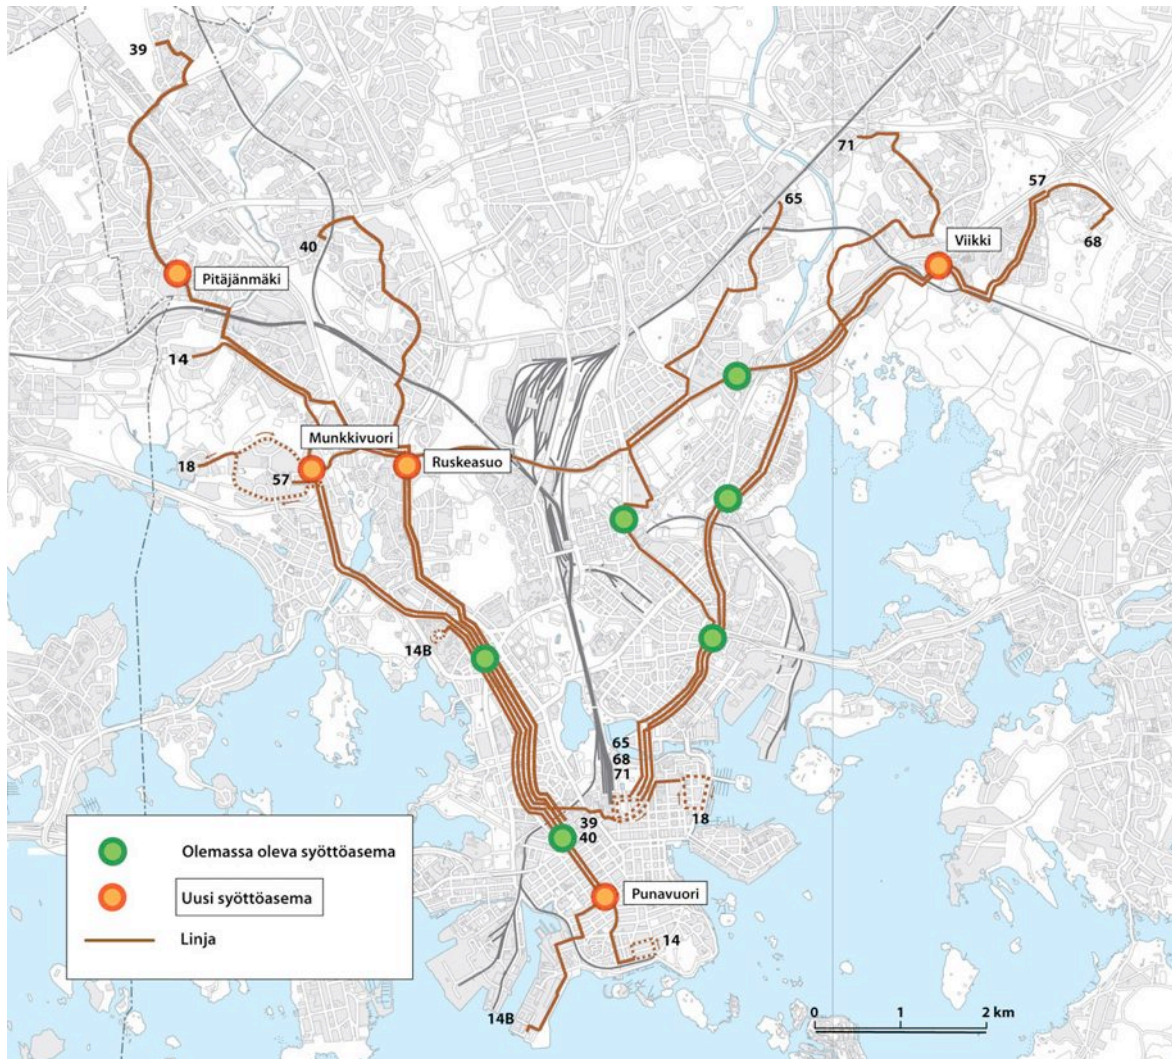 39
71
57
65
40
68
Viikki
Pitäjänmäki
14
Munkkivuori
18
57
Ruskeasuo
14B
65
68
71
39
40
18
Olemassa oleva syöttöasema
Uusi syöttöasema
Linja
Punavuori
14
14B
0 1 2 km